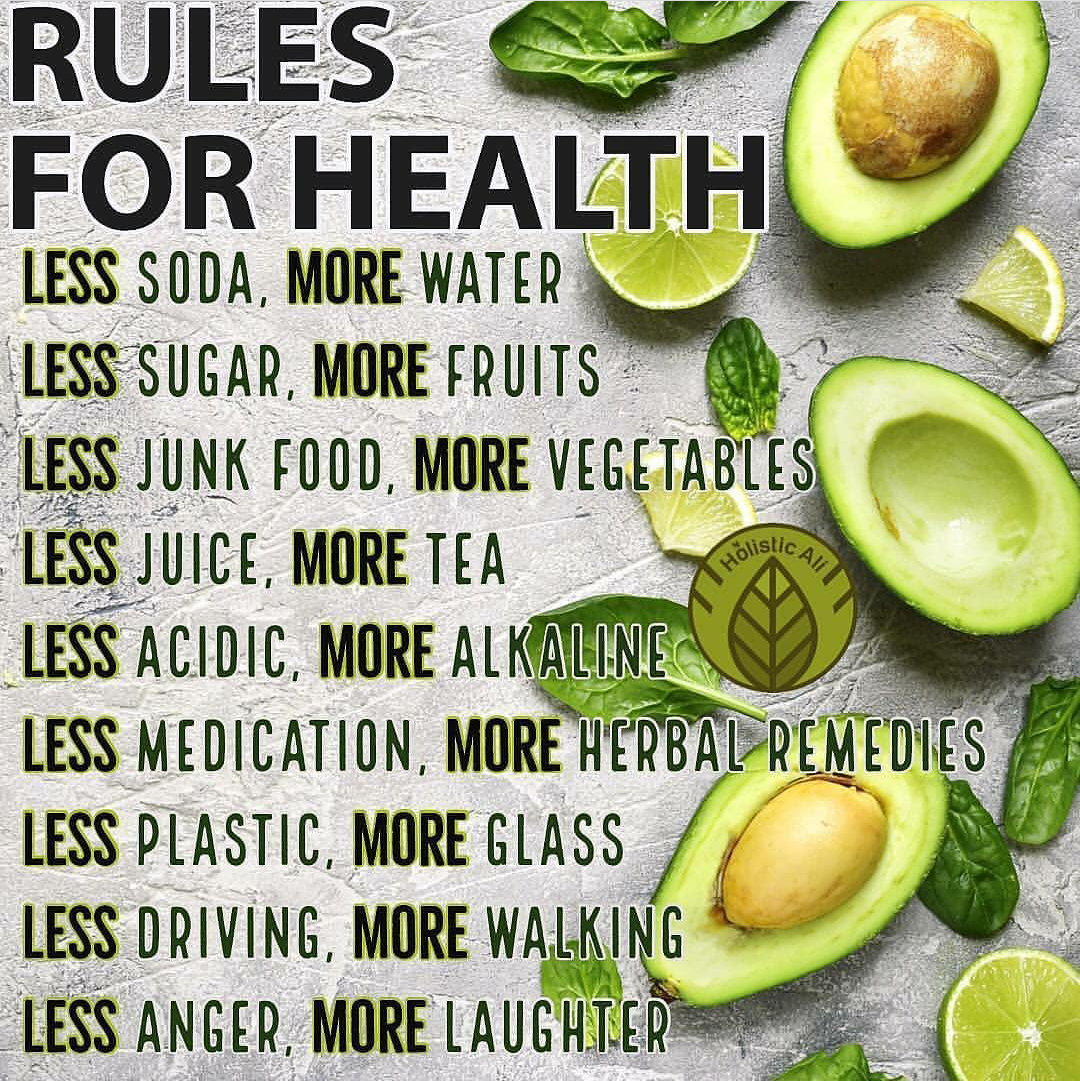 RULES
FOR HEALTH
LESS SODA, MORE WATER
LESS SUGAR, MORE FRUITS
LESS JUNK FOOD, MORE VEGETABLES
LESS JUICE, MORE TEA
Holistic Ali
LESS ACIDIC, MORE ALKALINE
LESS MEDICATION, MORE HERBAL REMEDIES
LESS PLASTIC, MORE GLASS
LESS DRIVING, MORE WALKING
LESS ANGER, MORE LAUGHTER